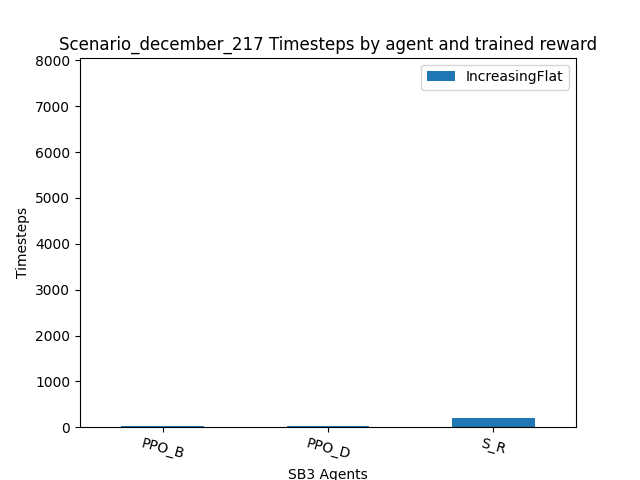 Scenario_december_217 Timesteps by agent and trained reward
IncreasingFlat
8000
7000
6000
5000
4000
3000
2000
1000
0
Timesteps
PPO_B
PPO_D
S_R
SB3 Agents